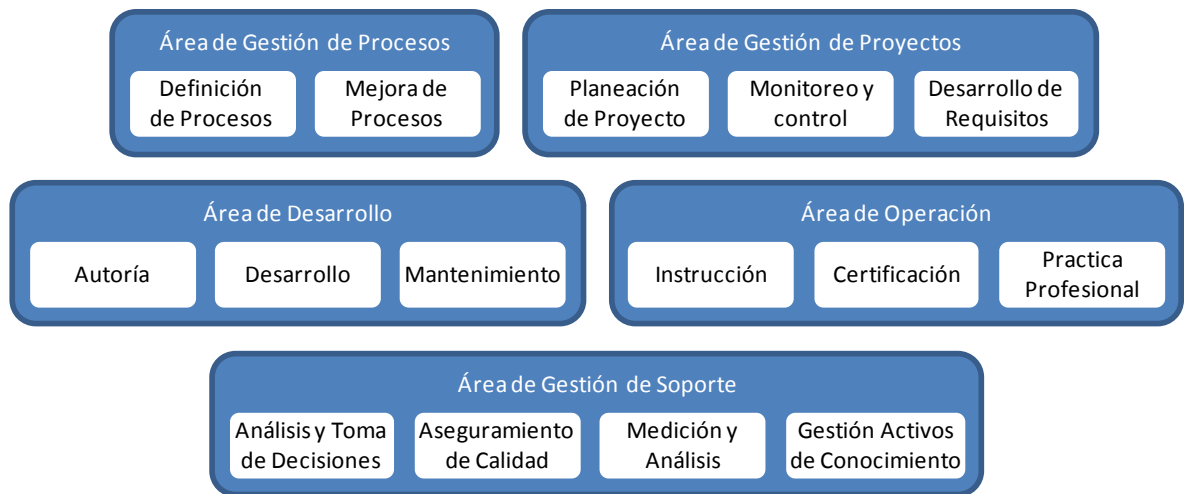 Área de Gestión de Procesos
Definición
de Procesos
Mejora de
Procesos
Área de Gestión de Proyectos
Planeación
de Proyecto
Monitoreo y
control
Desarrollo de
Requisitos
Área de Desarrollo
Autoría
Desarrollo
Mantenimiento
Área de Operación
Instrucción
Certificación
Practica
Profesional
Área de Gestión de Soporte
Análisis y Toma
de Decisiones
Aseguramiento
de Calidad
Medición y
Análisis
Gestión Activos
de Conocimiento